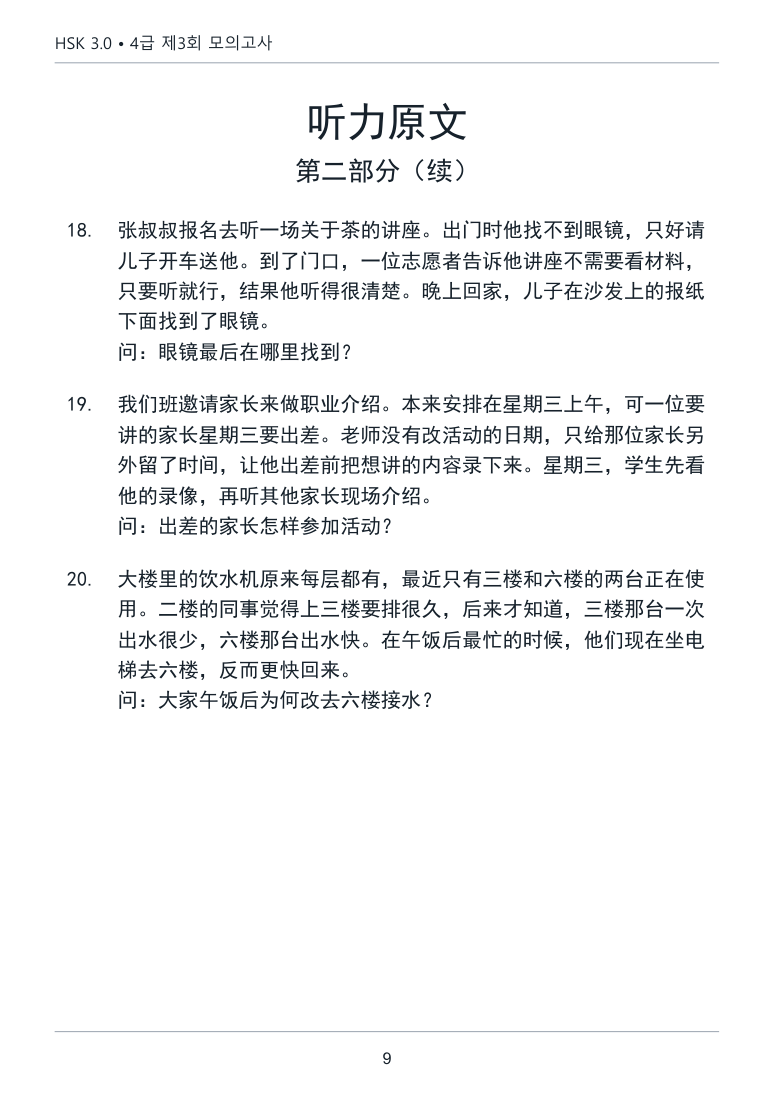 HSK 3.0 • 4급 제3회 모의고사
听力原文
第二部分（续）
18. 张叔叔报名去听一场关于茶的讲座。出门时他找不到眼镜，只好请
儿子开车送他。到了门口，一位志愿者告诉他讲座不需要看材料，
只要听就行，结果他听得很清楚。晚上回家，儿子在沙发上的报纸
下面找到了眼镜。
问：眼镜最后在哪里找到？
19. 我们班邀请家长来做职业介绍。本来安排在星期三上午，可一位要
讲的家长星期三要出差。老师没有改活动的日期，只给那位家长另
外留了时间，让他出差前把想讲的内容录下来。星期三，学生先看
他的录像，再听其他家长现场介绍。
问：出差的家长怎样参加活动？
20. 大楼里的饮水机原来每层都有，最近只有三楼和六楼的两台正在使
用。二楼的同事觉得上三楼要排很久，后来才知道，三楼那台一次
出水很少，六楼那台出水快。在午饭后最忙的时候，他们现在坐电
梯去六楼，反而更快回来。
问：大家午饭后为何改去六楼接水？
9